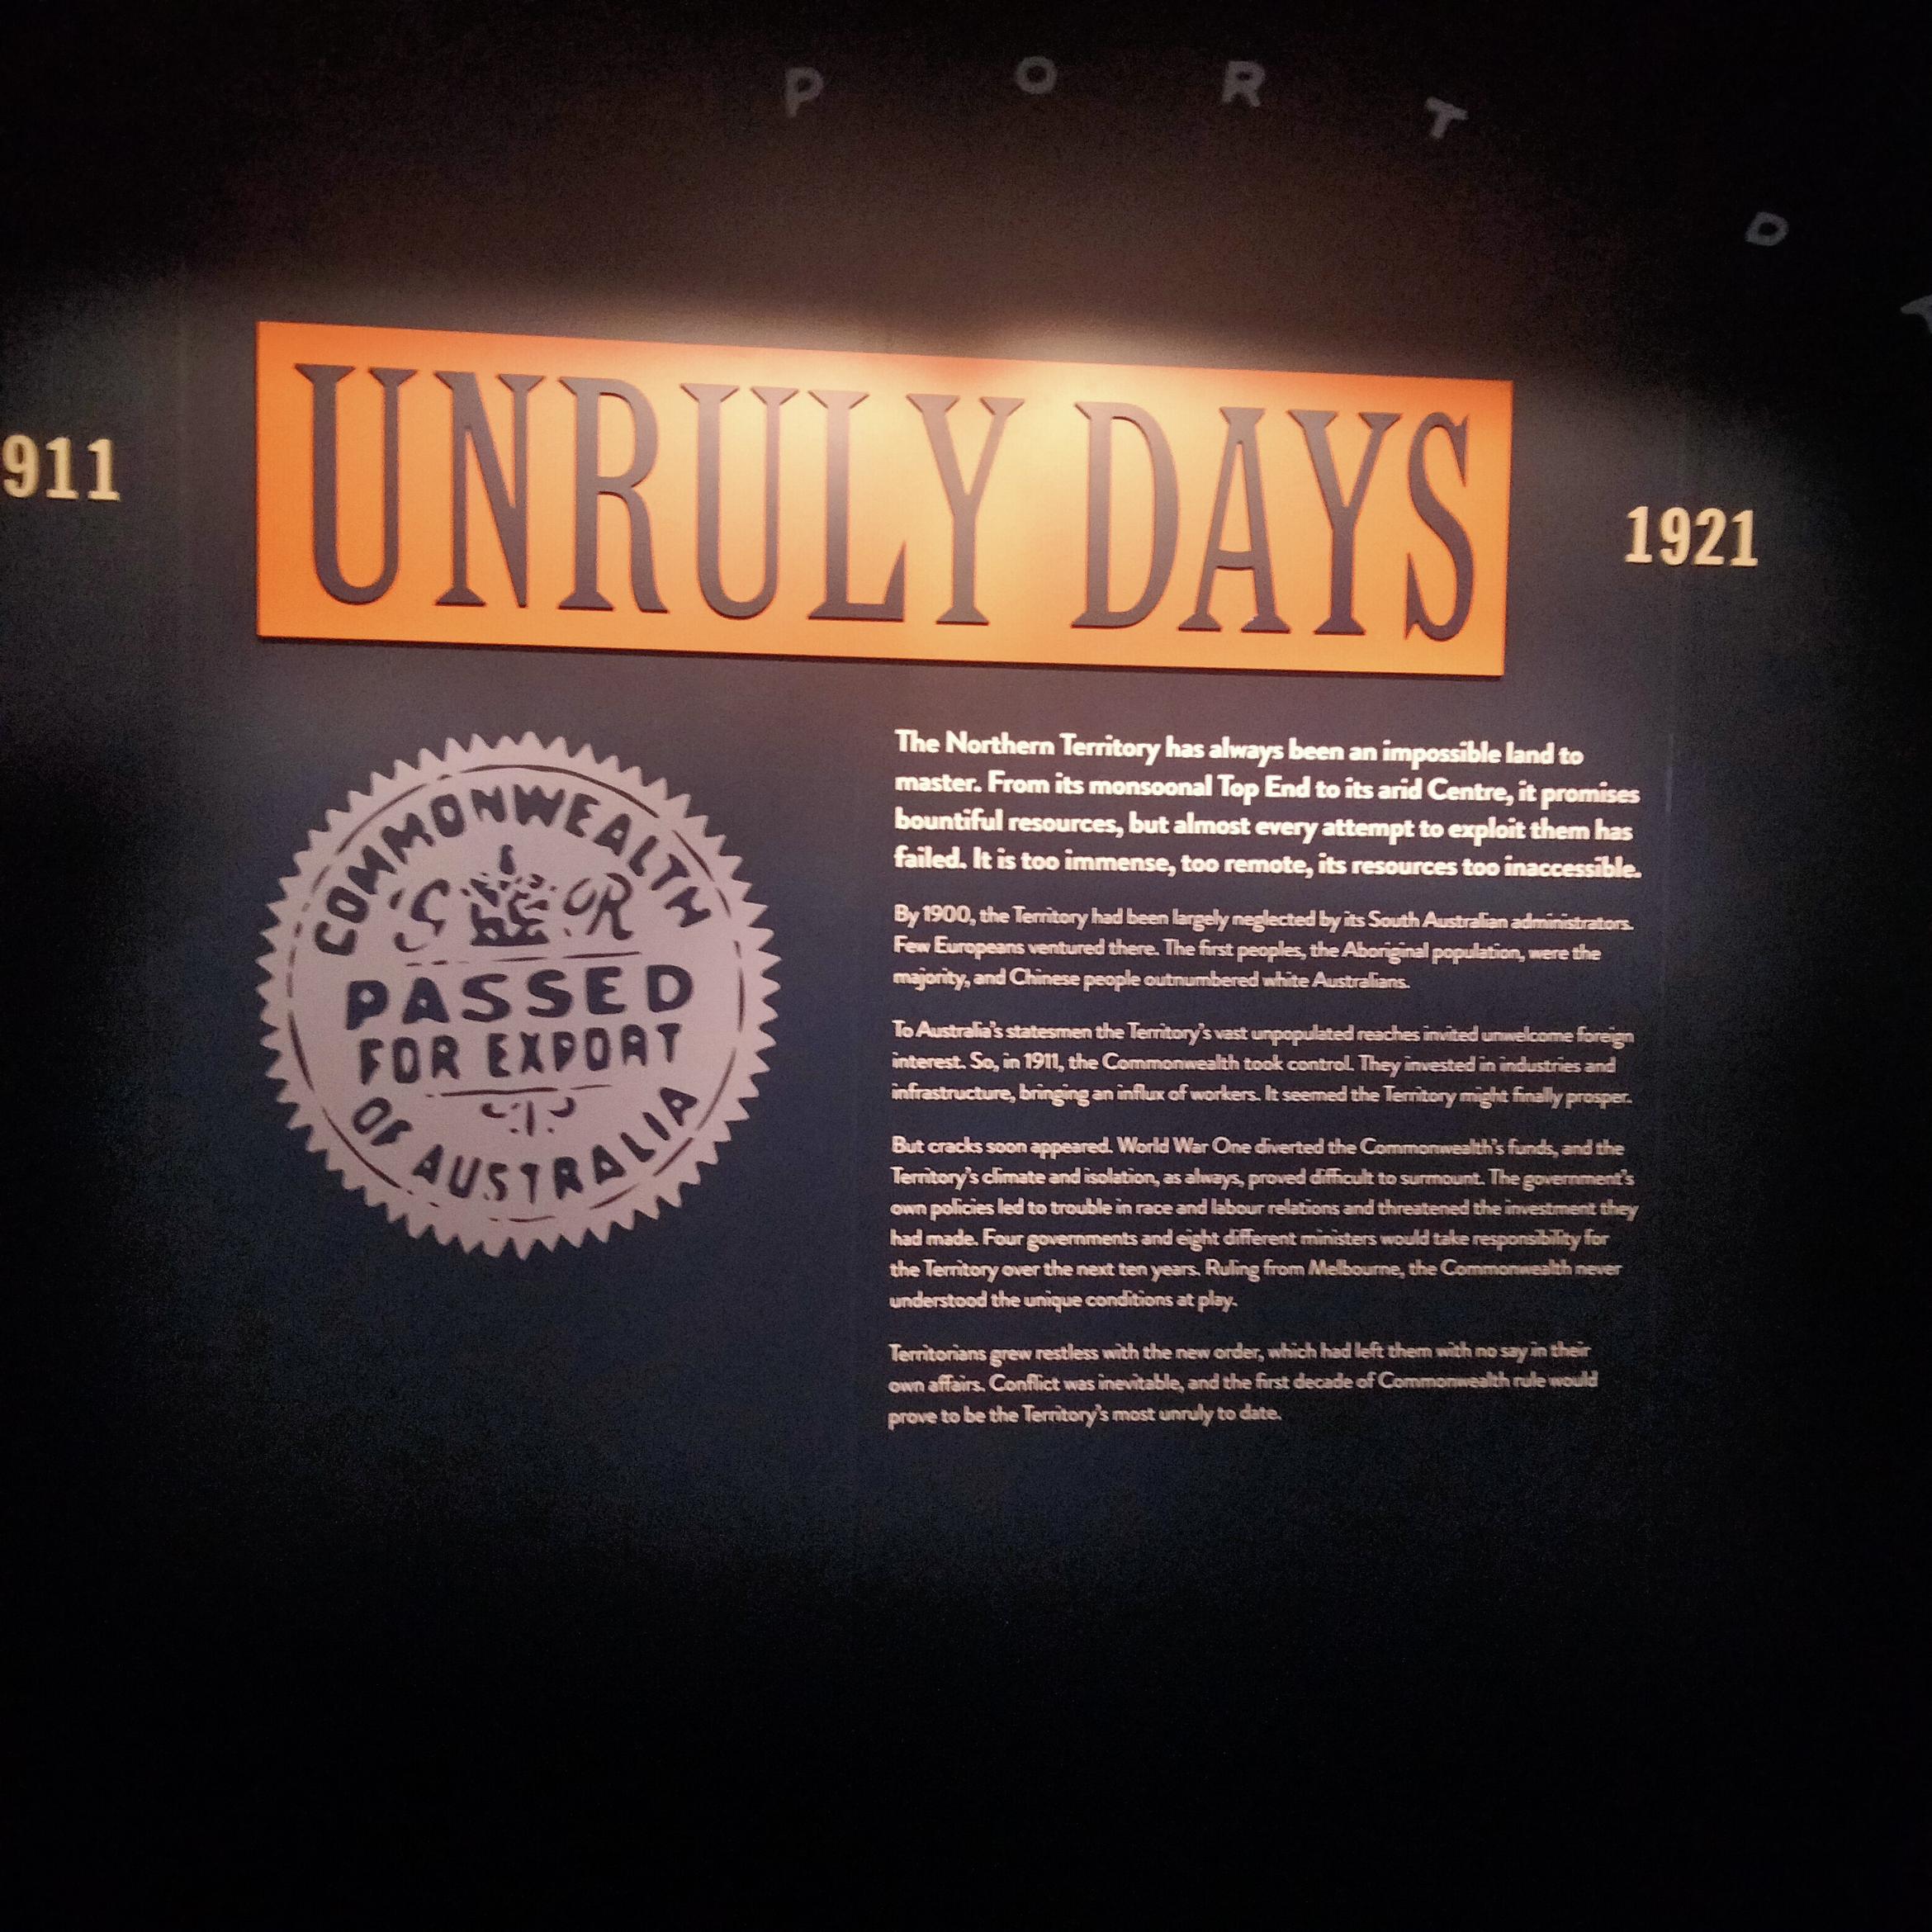 P O R T D
911
UNRULY DAYS
1921
COMMONWEALTH
PASSED
FOR EXPORT
OF AUSTRALIA
The Northern Territory has always been an impossible land to
master. From its monsoonal Top End to its arid Centre, it promises
bountiful resources, but almost every attempt to exploit them has
failed. It is too immense, too remote, its resources too inaccessible.
By 1900, the Territory had been largely neglected by its South Australian administrators.
Few Europeans ventured there. The first peoples, the Aboriginal population, were the
majority, and Chinese people outnumbered white Australians.
To Australia's statesmen the Territory's vast unpopulated reaches invited unwelcome foreign
interest. So, in 1911, the Commonwealth took control. They invested in industries and
infrastructure, bringing an influx of workers. It seemed the Territory might finally prosper.
But cracks soon appeared. World War One diverted the Commonwealth's funds, and the
Territory's climate and isolation, as always, proved difficult to surmount. The government's
own policies led to trouble in race and labour relations and threatened the investment they
had made. Four governments and eight different ministers would take responsibility for
the Territory over the next ten years. Ruling from Melbourne, the Commonwealth never
understood the unique conditions at play.
Territorians grew restless with the new order, which had left them with no say in their
own affairs. Conflict was inevitable, and the first decade of Commonwealth rule would
prove to be the Territory's most unruly to date.